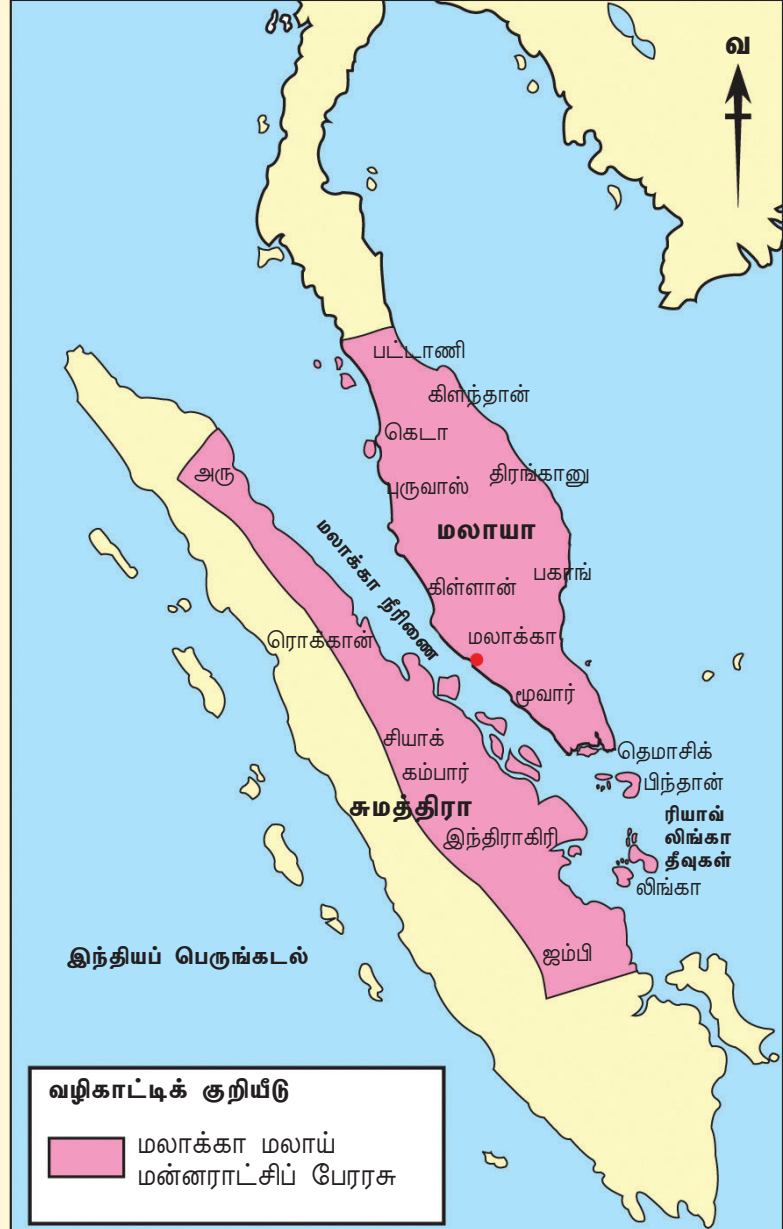 வ
பட்டாணி
கிளந்தான்
கெடா
அரு
திரங்கானு
புருவாஸ்
மலாயா
மலாக்கா நீரிணை
பகாங்
கிள்ளான்
மலாக்கா
ரொக்கான்
மூவார்
சியாக்
தெமாசிக்
கம்பார்
பிந்தான்
சுமத்திரா
ரியாவ்
லிங்கா
தீவுகள்
இந்திராகிரி
லிங்கா
ஜம்பி
இந்தியப் பெருங்கடல்
வழிகாட்டிக் குறியீடு
மலாக்கா மலாய்
மன்னராட்சிப் பேரரசு